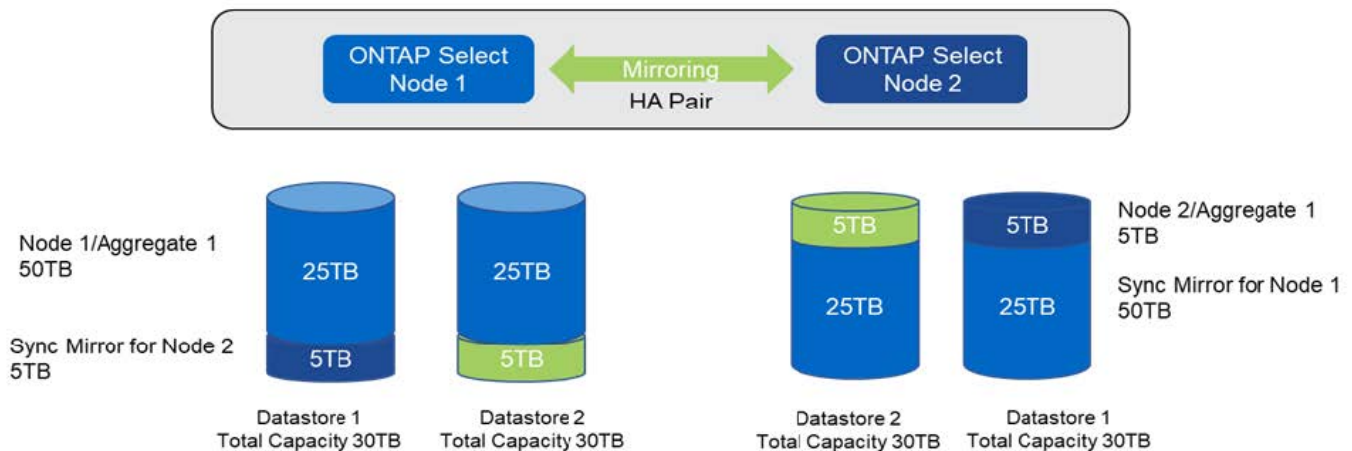 ONTAP Select
Node 1
Mirroring
HA Pair
ONTAP Select
Node 2
Node 1/Aggregate 1
50TB
Sync Mirror for Node 2
5TB
25TB
5TB
25TB
5TB
5TB
25TB
5TB
25TB
Node 2/Aggregate 1
5TB
Sync Mirror for Node 1
50TB
Datastore 1
Total Capacity 30TB
Datastore 2
Total Capacity 30TB
Datastore 2
Total Capacity 30TB
Datastore 1
Total Capacity 30TB